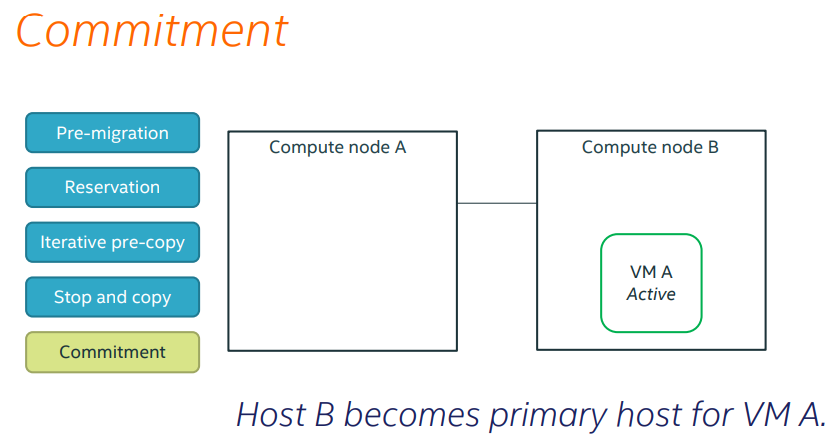 Commitment
Pre-migration
Reservation
Iterative pre-copy
Stop and copy
Commitment
Compute node A
Compute node B
VM A
Active
Host B becomes primary host for VM A.